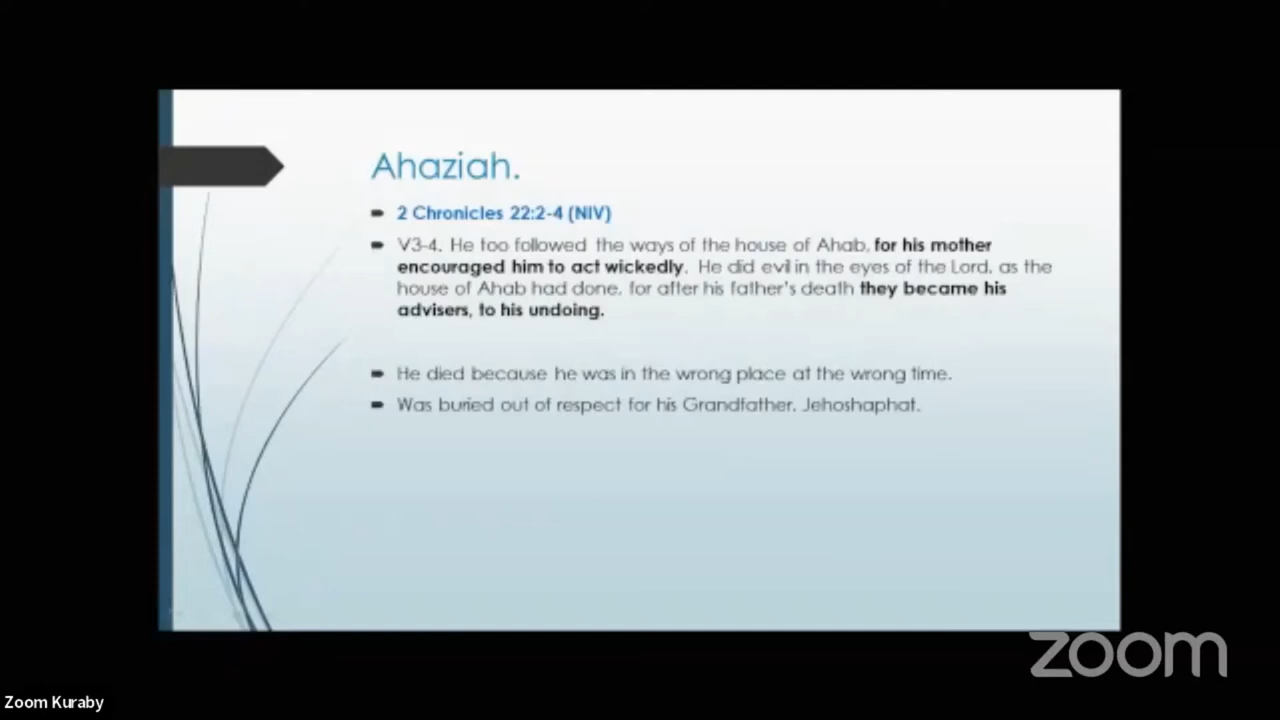 Ahaziah.
2 Chronicles 22:2-4 (NIV)
V3-4. He too followed the ways of the house of Ahab, for his mother
encouraged him to act wickedly. He did evil in the eyes of the Lord, as the
house of Ahab had done, for after his father's death they became his
advisers, to his undoing.
He died because he was in the wrong place at the wrong time.
Was buried out of respect for his Grandfather, Jehoshaphat.
zoom
Zoom Kuraby